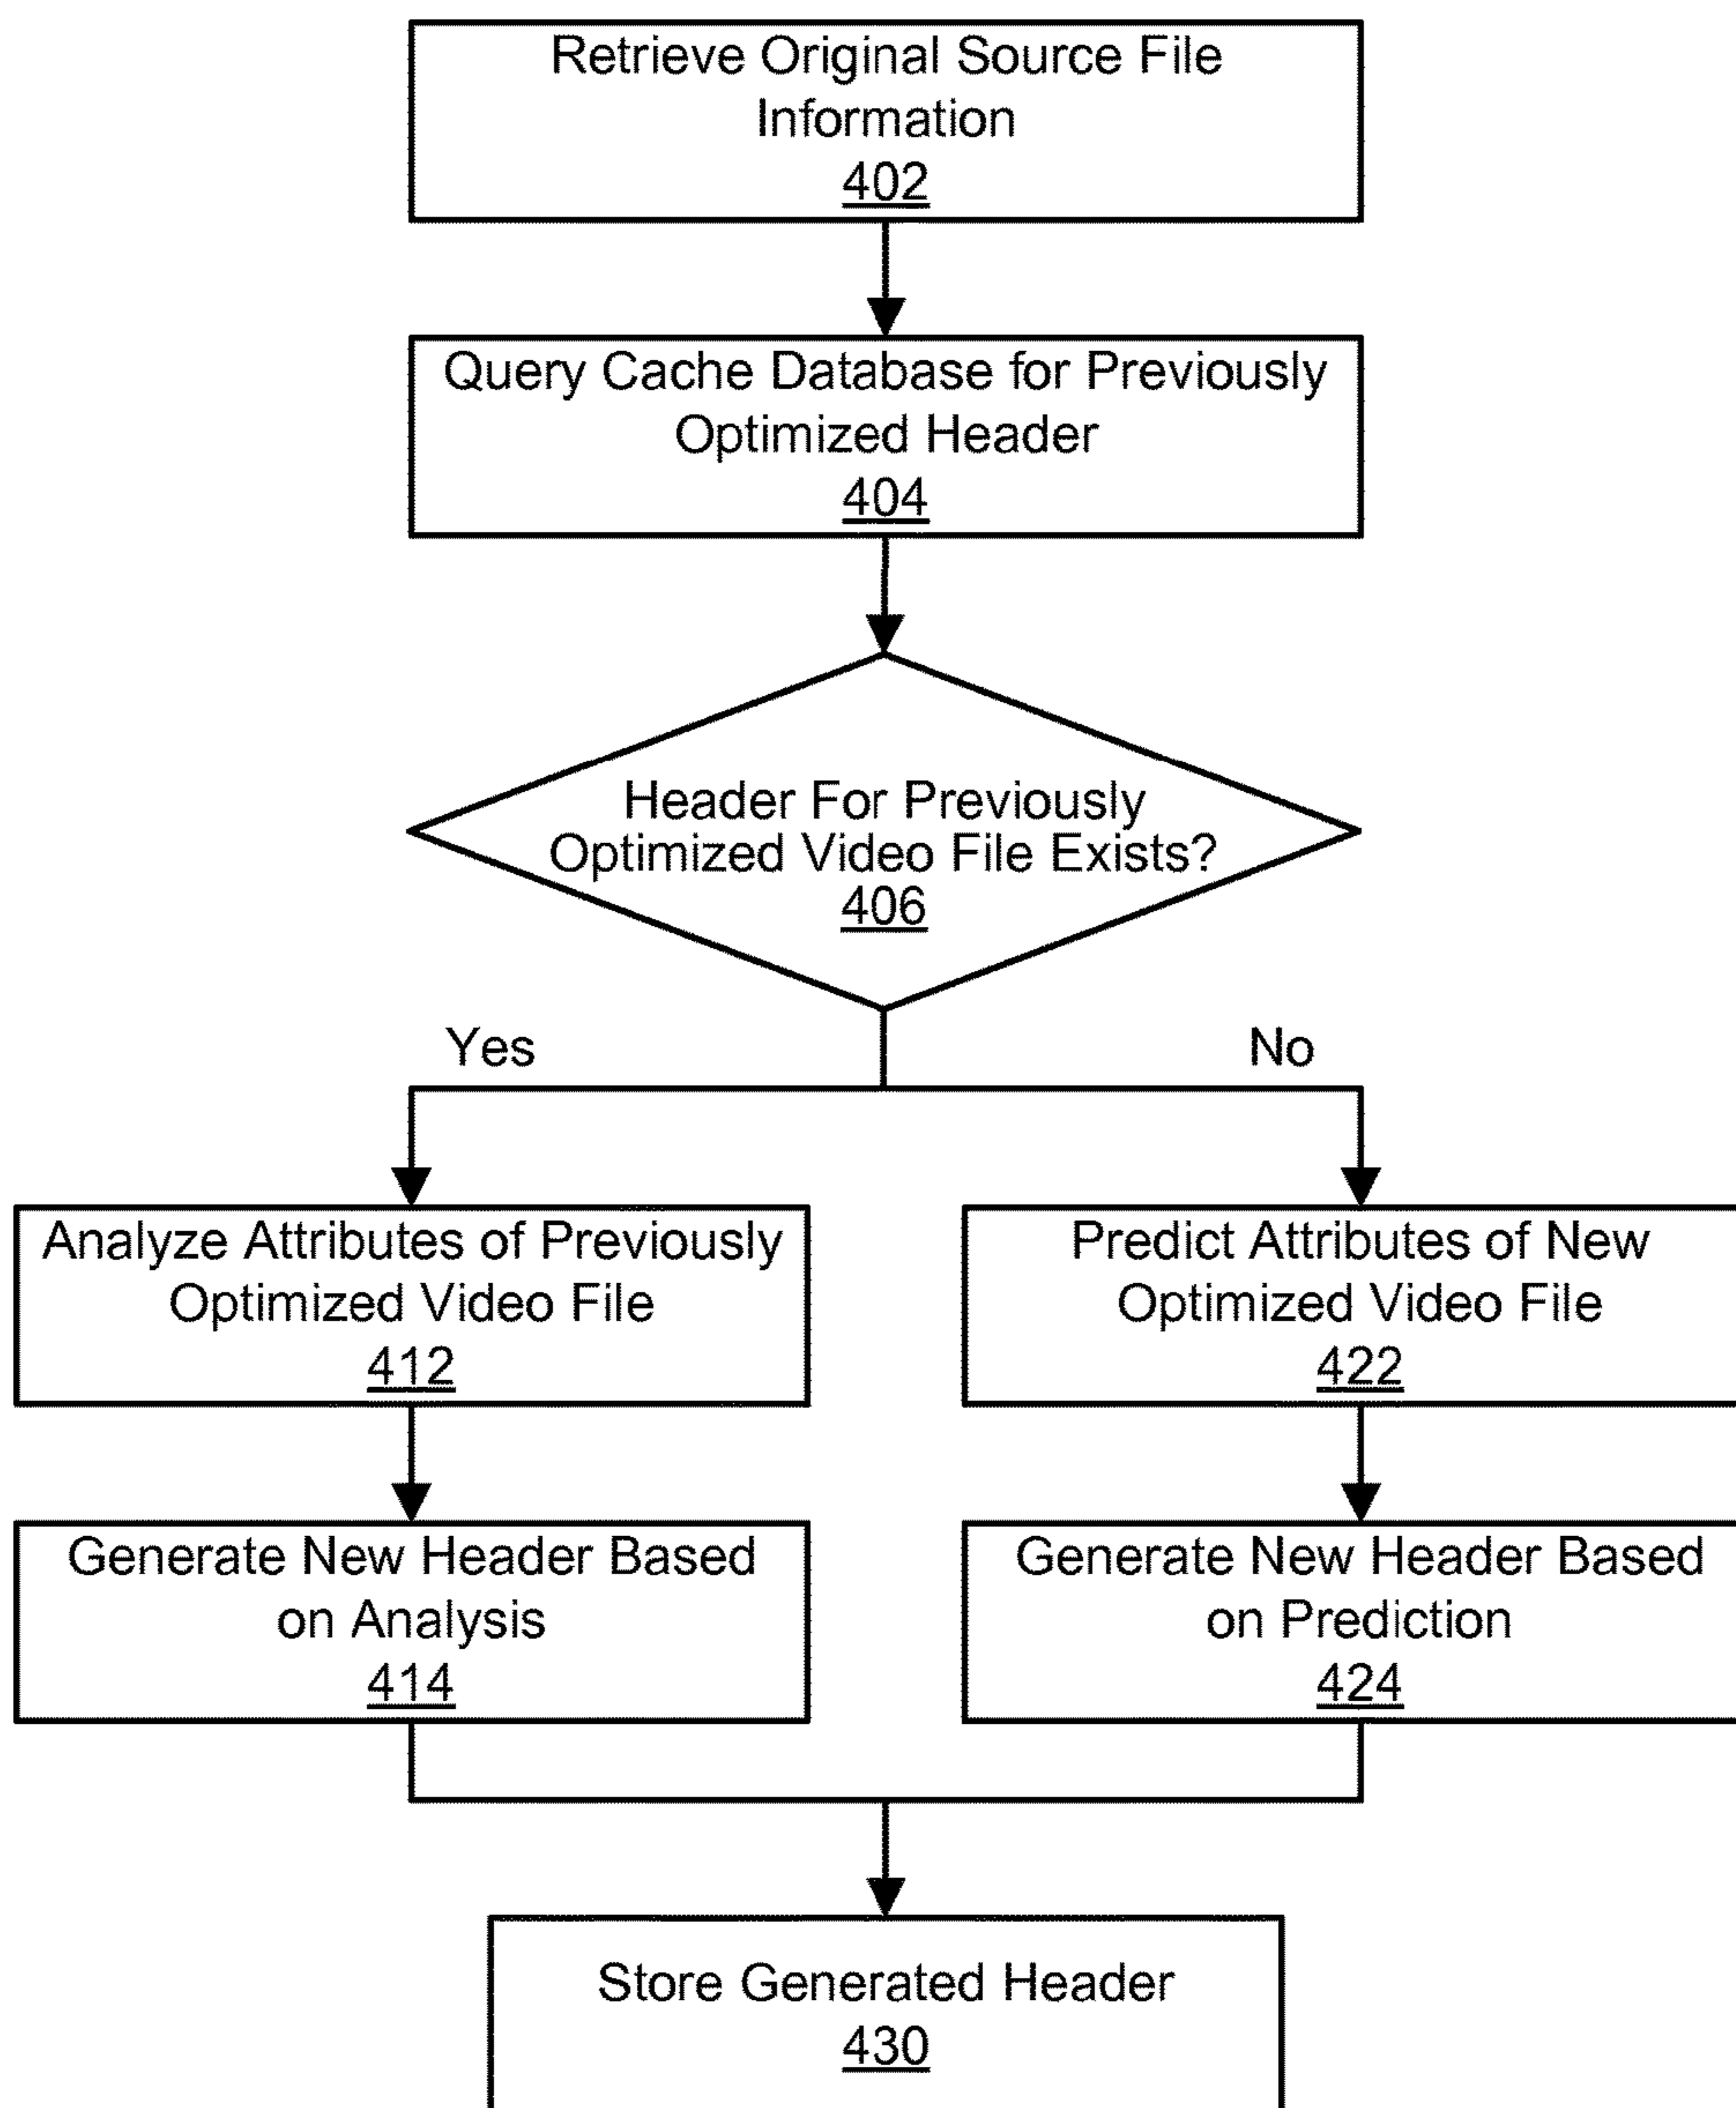 Retrieve Original Source File
Information
402
Query Cache Database for Previously
Optimized Header
404
Header For Previously
Optimized Video File Exists?
406
Yes
No
Analyze Attributes of Previously
Optimized Video File
412
Predict Attributes of New
Optimized Video File
422
Generate New Header Based
on Analysis
414
Generate New Header Based
on Prediction
424
Store Generated Header
430